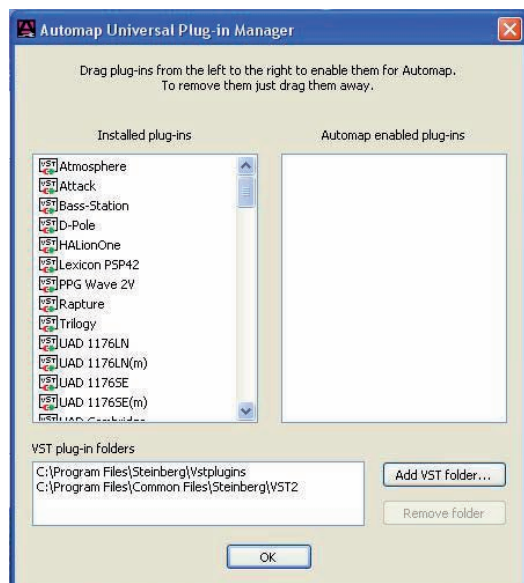 Automap Universal Plug-in Manager
Drag plug-ins from the left to the right to enable them for Automap.
To remove them just drag them away.
Installed plug-ins
Automap enabled plug-ins
Atmosphere
Attack
Bass-Station
D-Pole
HALionOne
Lexicon PSP42
PPG Wave 2V
Rapture
Trilogy
UAD 1176LN
UAD 1176LN(m)
UAD 1176SE
UAD 1176SE(m)
VST plug-in folders
C:\Program Files\Steinberg\Vstplugins
C:\Program Files\Common Files\Steinberg\VST2
Add VST folder...
Remove folder
OK